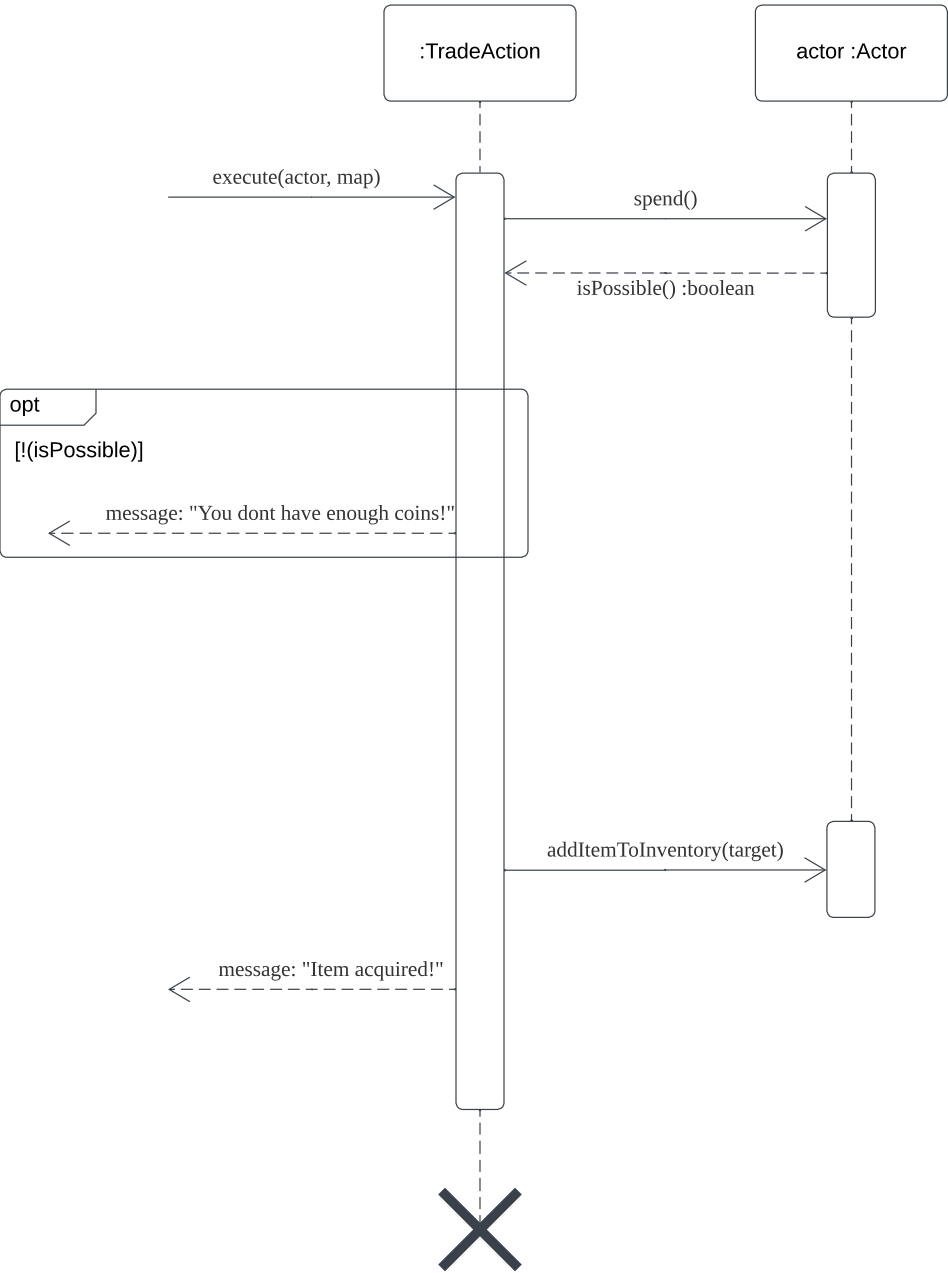 :TradeAction
actor :Actor
execute(actor, map)
spend()
isPossible() :boolean
opt
[!(isPossible)]
message: "You dont have enough coins!"
addItemToInventory(target)
message: "Item acquired!"